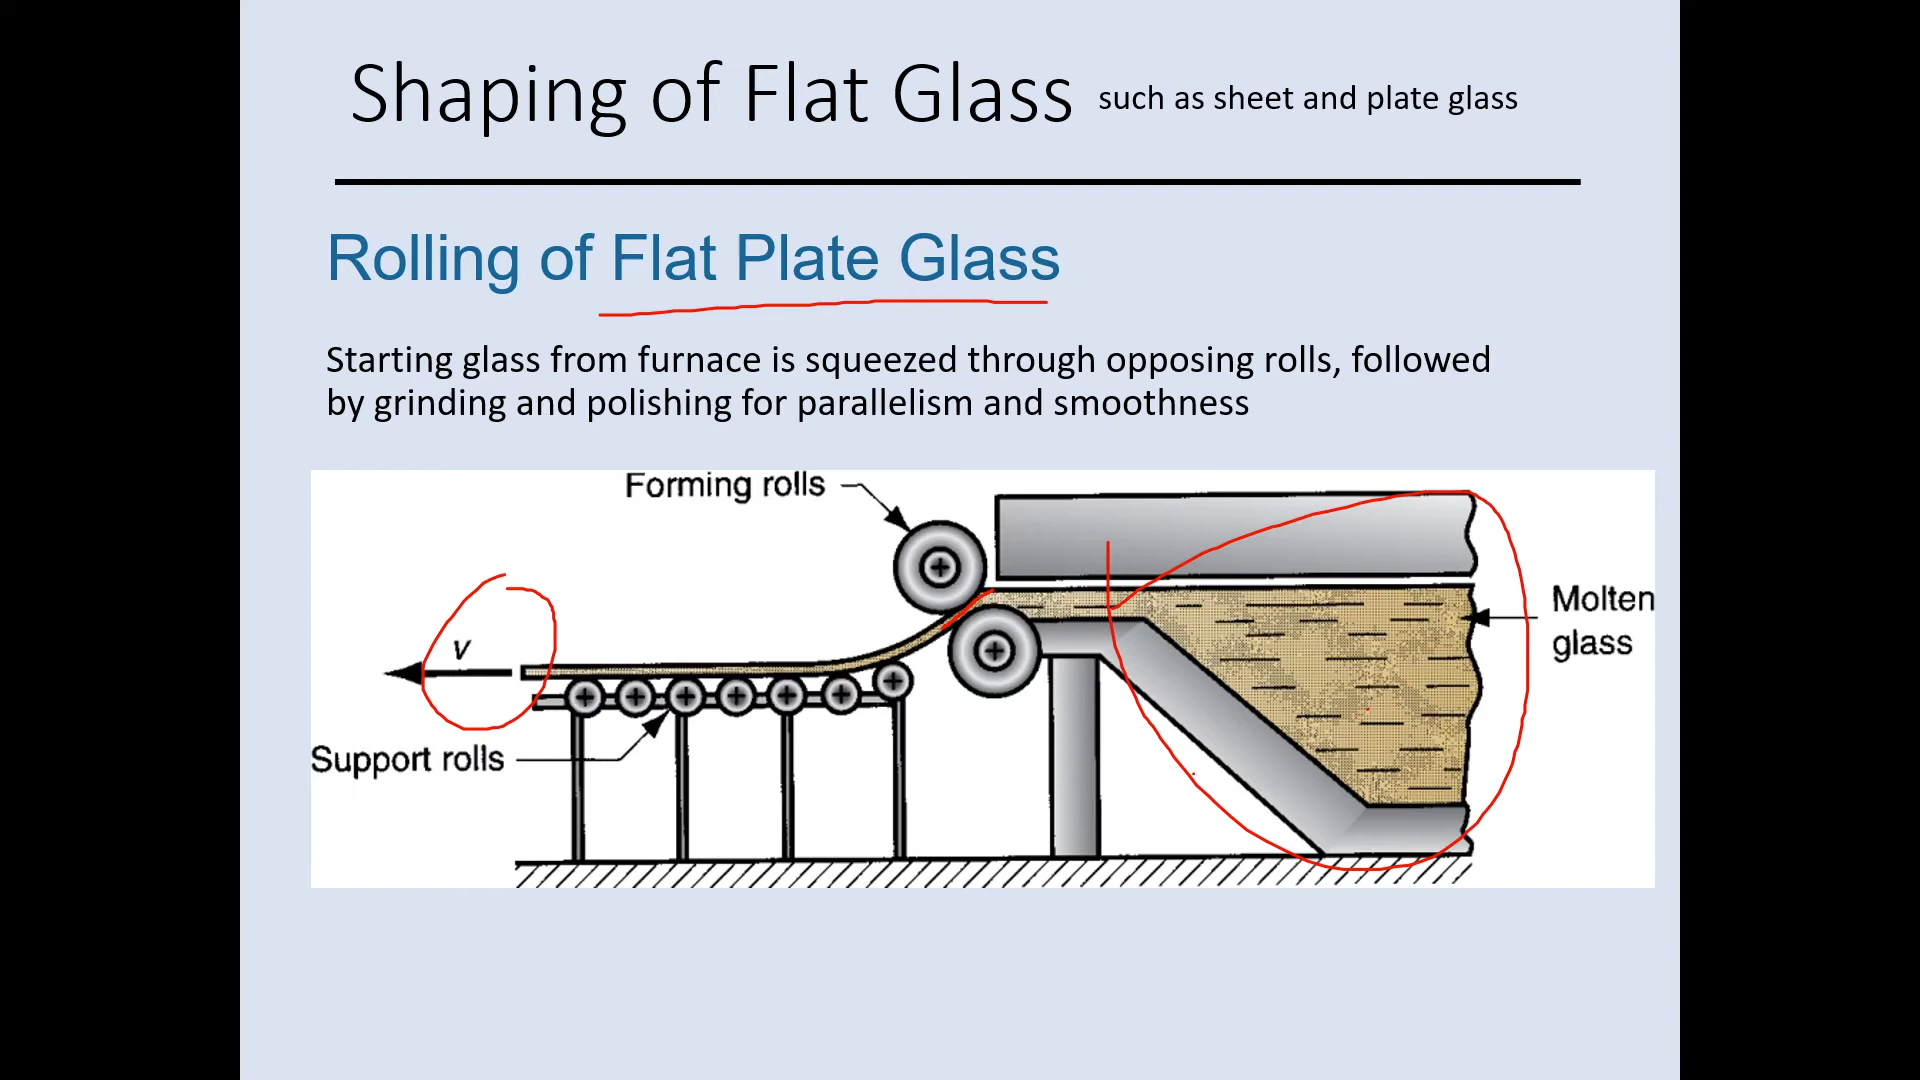 Shaping of Flat Glass such as sheet and plate glass
Rolling of Flat Plate Glass
Starting glass from furnace is squeezed through opposing rolls, followed
by grinding and polishing for parallelism and smoothness
Forming rolls
Molten
glass
v
Support rolls